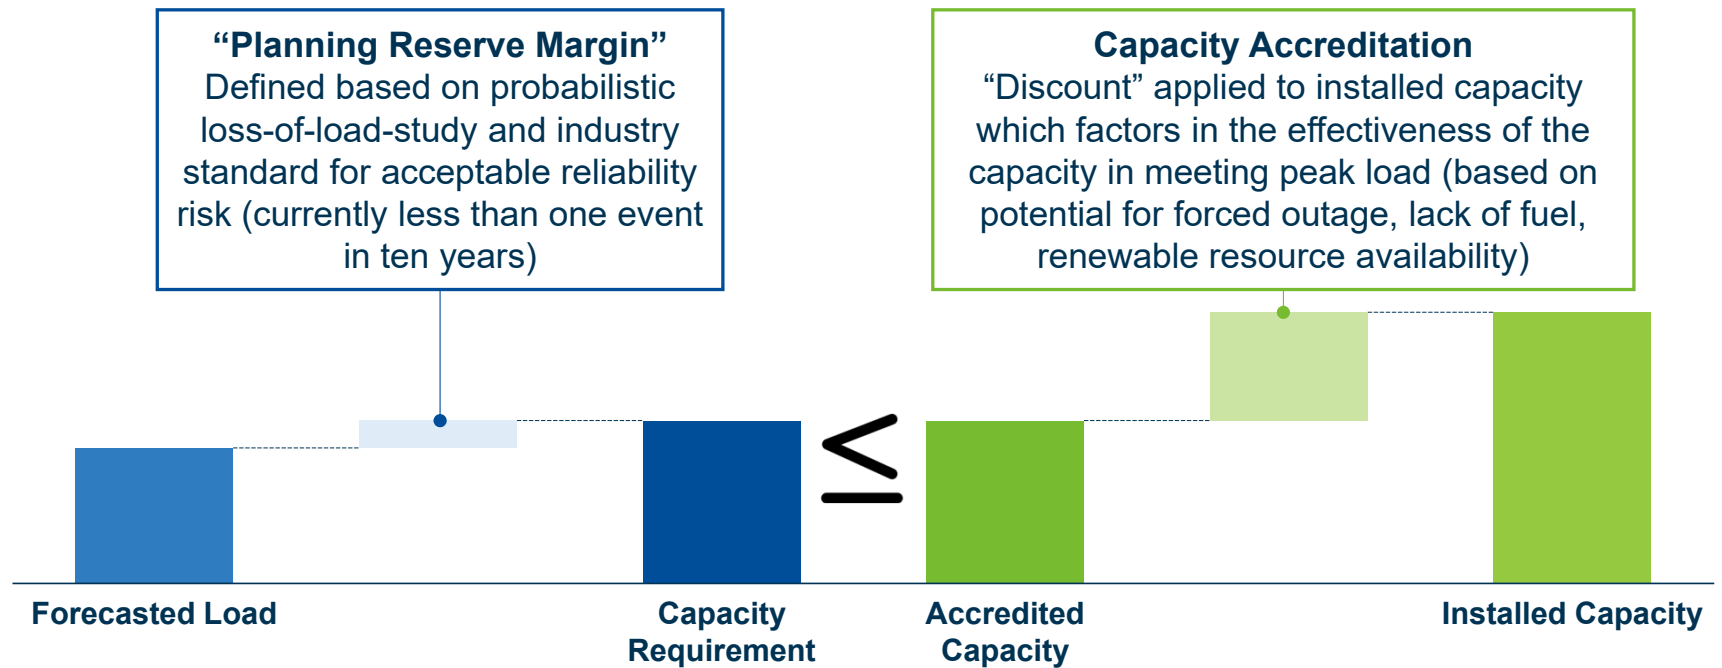 “Planning Reserve Margin”
Defined based on probabilistic
loss-of-load-study and industry
standard for acceptable reliability
risk (currently less than one event
in ten years)
Capacity Accreditation
“Discount” applied to installed capacity
which factors in the effectiveness of the
capacity in meeting peak load (based on
potential for forced outage, lack of fuel,
renewable resource availability)
≤
Forecasted Load
Capacity
Requirement
Accredited
Capacity
Installed Capacity